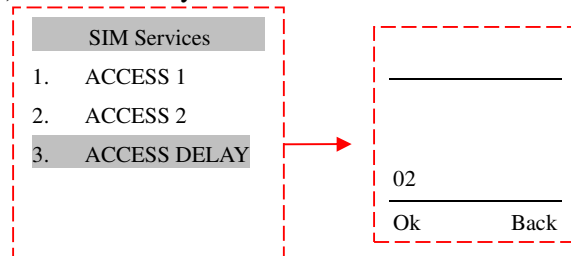 SIM Services
1. ACCESS 1
2. ACCESS 2
3. ACCESS DELAY
02
Ok Back